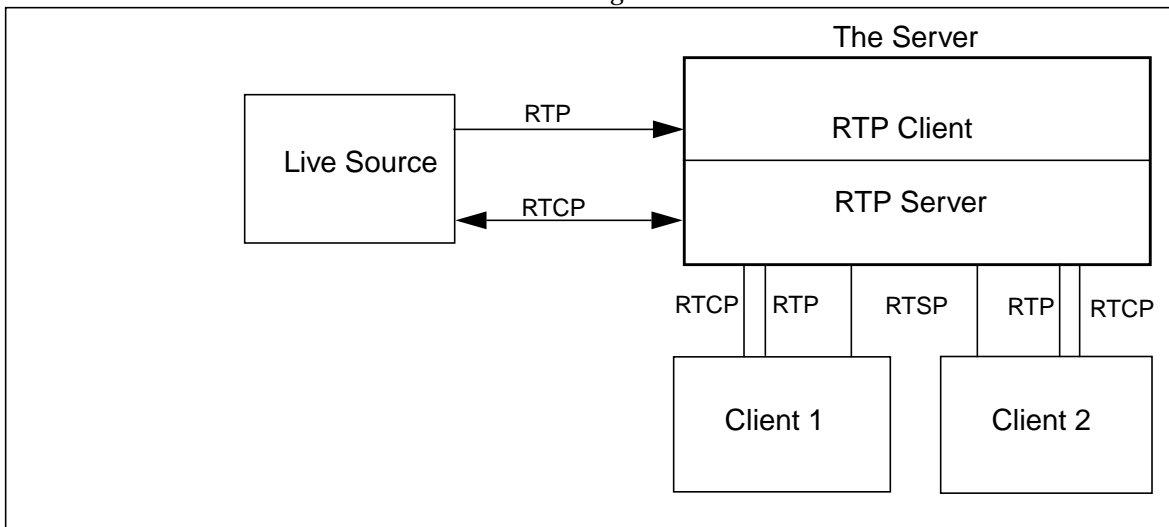 The Server
RTP
RTP Client
Live Source
RTCP
RTP Server
RTCP RTP RTSP RTP RTCP
Client 1
Client 2